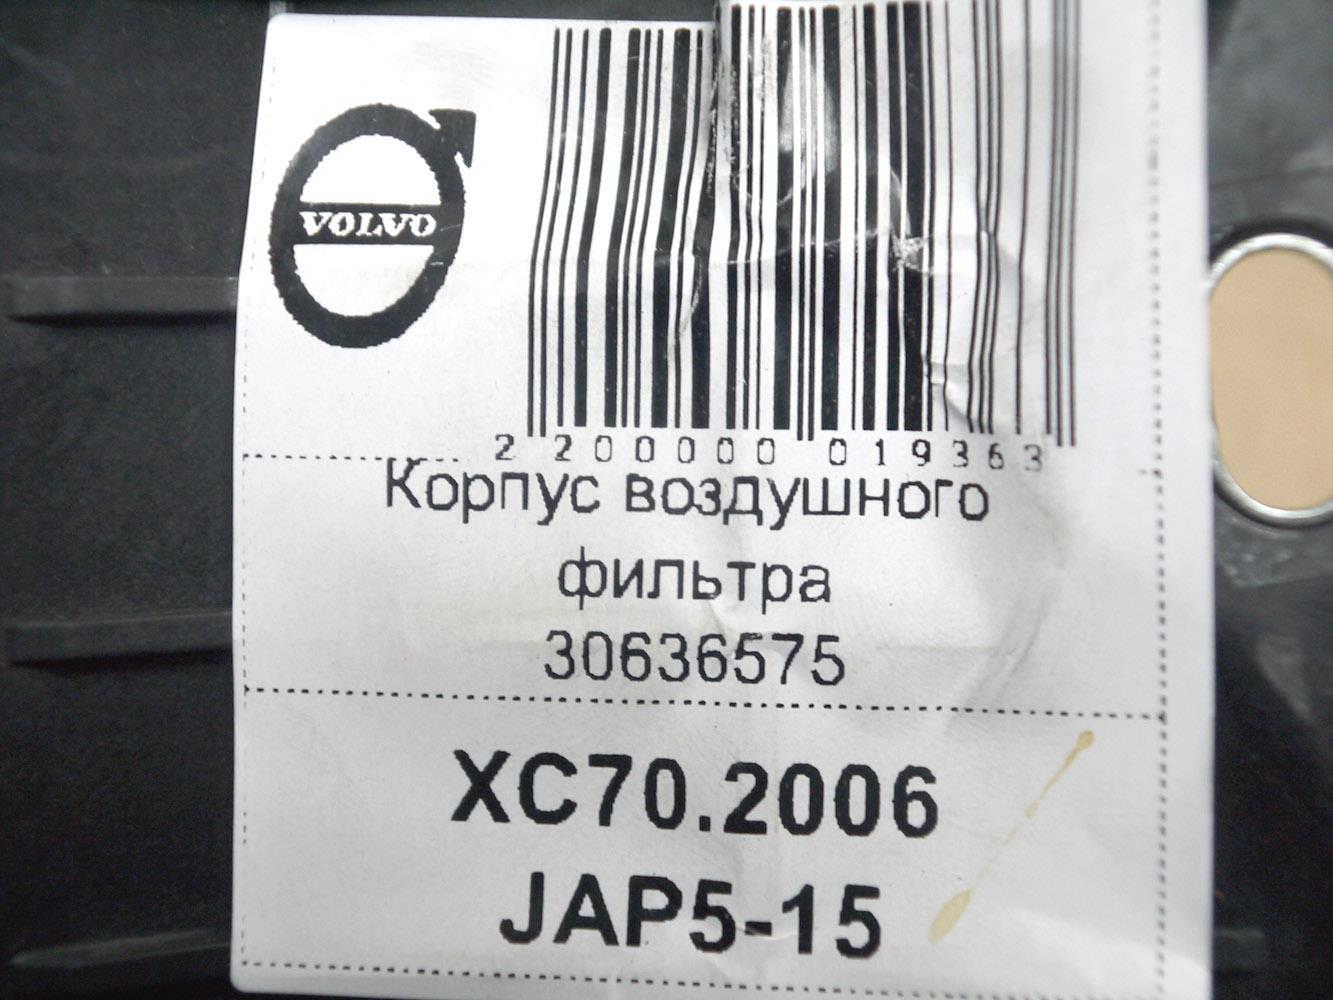 VOLVO
2 200000 019363
Корпус воздушного
фильтра
30636575
XC70.2006
JAP5-15